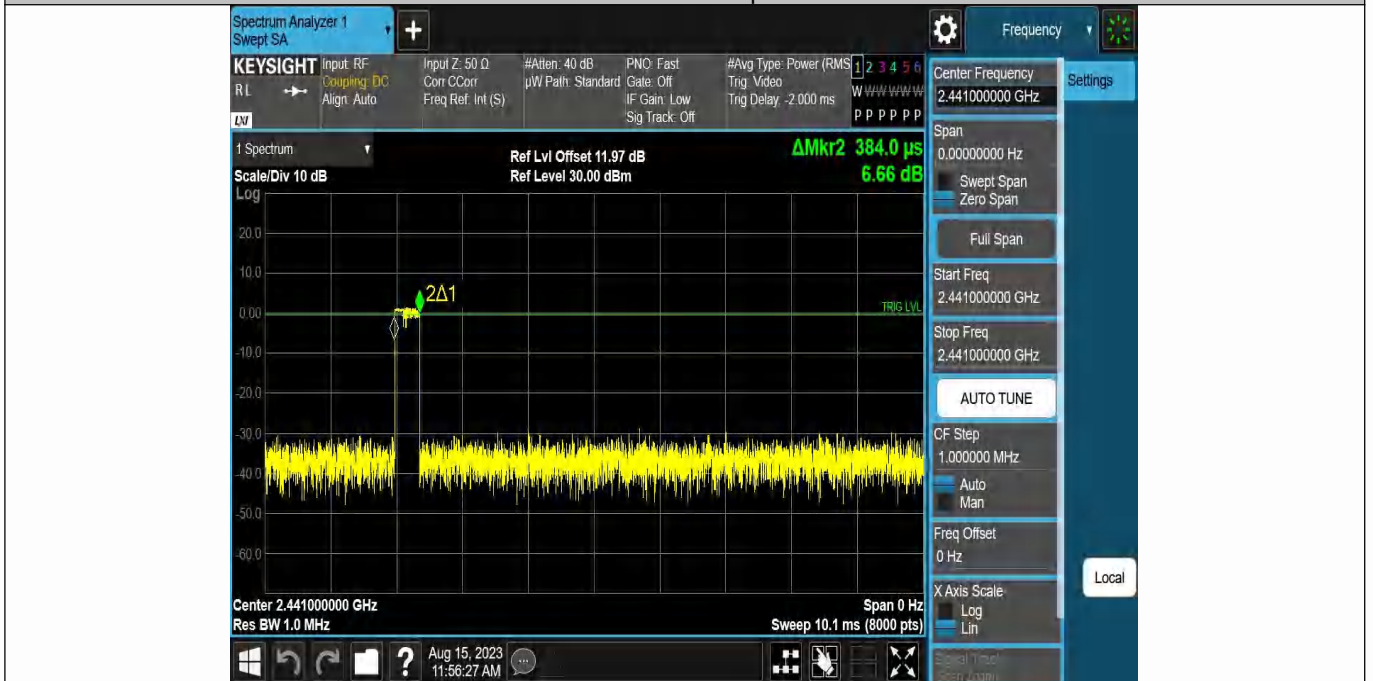 Spectrum Analyzer 1
Swept SA
+
Frequency
KEYSIGHT
RL
LXI
Input: RF
Coupling: DC
Align: Auto
Input Z: 50 Ω
Corr CCorr
Freq Ref: Int (S)
#Atten: 40 dB
µW Path: Standard
PNO: Fast
Gate: Off
IF Gain: Low
Sig Track: Off
#Avg Type: Power (RMS
Trig: Video
Trig Delay: -2.000 ms
1 2 3 4 5 6
W W W W W W
P P P P P P
Center Frequency
2.441000000 GHz
Settings
1 Spectrum
Scale/Div 10 dB
Ref Lvl Offset 11.97 dB
Ref Level 30.00 dBm
ΔMkr2 384.0 µs
6.66 dB
Span
0.00000000 Hz
Swept Span
Zero Span
Full Span
Start Freq
2.441000000 GHz
Stop Freq
2.441000000 GHz
AUTO TUNE
CF Step
1.000000 MHz
Auto
Man
Freq Offset
0 Hz
X Axis Scale
Log
Lin
Local
Log
20.0
10.0
0.00
-10.0
-20.0
-30.0
-40.0
-50.0
-60.0
2Δ1
TRIG LVL
Center 2.441000000 GHz
Res BW 1.0 MHz
Span 0 Hz
Sweep 10.1 ms (8000 pts)
?
Aug 15, 2023
11:56:27 AM